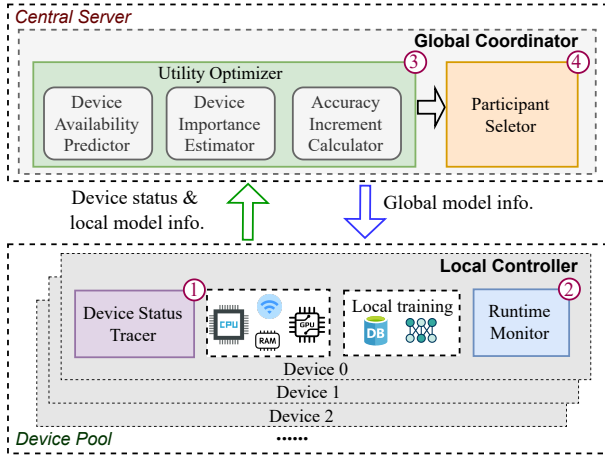 Central Server
Global Coordinator
Utility Optimizer
3
4
Device
Availability
Predictor
Device
Importance
Estimator
Accuracy
Increment
Calculator
Participant
Seletor
Device status &
local model info.
Global model info.
Local Controller
1
2
Device Status
Tracer
CPU
RAM
GPU
Local training
DB
Runtime
Monitor
Device 0
Device 1
Device 2
......
Device Pool